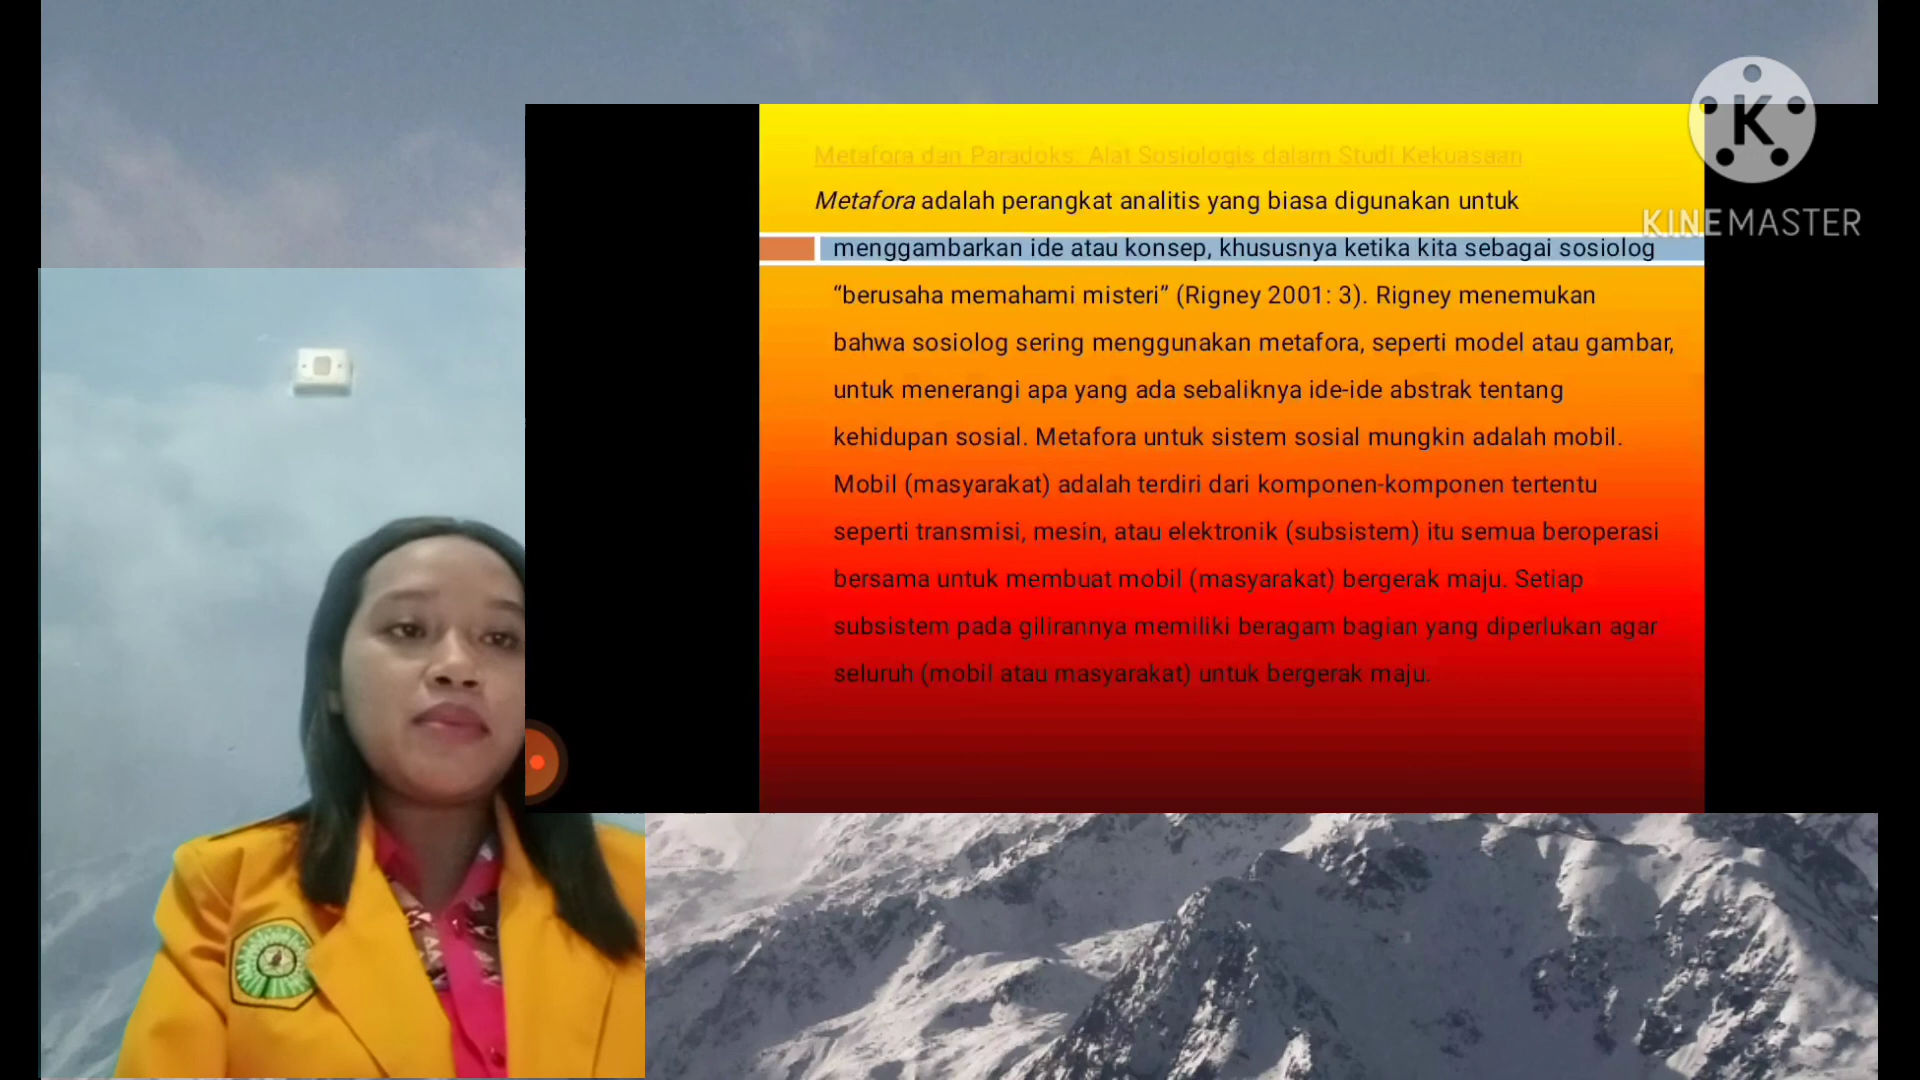 Metafora dan Paradoks: Alat Sosiologis dalam Studi Kekuasaan
Metafora adalah perangkat analitis yang biasa digunakan untuk
menggambarkan ide atau konsep, khususnya ketika kita sebagai sosiolog
“berusaha memahami misteri” (Rigney 2001: 3). Rigney menemukan
bahwa sosiolog sering menggunakan metafora, seperti model atau gambar,
untuk menerangi apa yang ada sebaliknya ide-ide abstrak tentang
kehidupan sosial. Metafora untuk sistem sosial mungkin adalah mobil.
Mobil (masyarakat) adalah terdiri dari komponen-komponen tertentu
seperti transmisi, mesin, atau elektronik (subsistem) itu semua beroperasi
bersama untuk membuat mobil (masyarakat) bergerak maju. Setiap
subsistem pada gilirannya memiliki beragam bagian yang diperlukan agar
seluruh (mobil atau masyarakat) untuk bergerak maju.
K
KINEMASTER